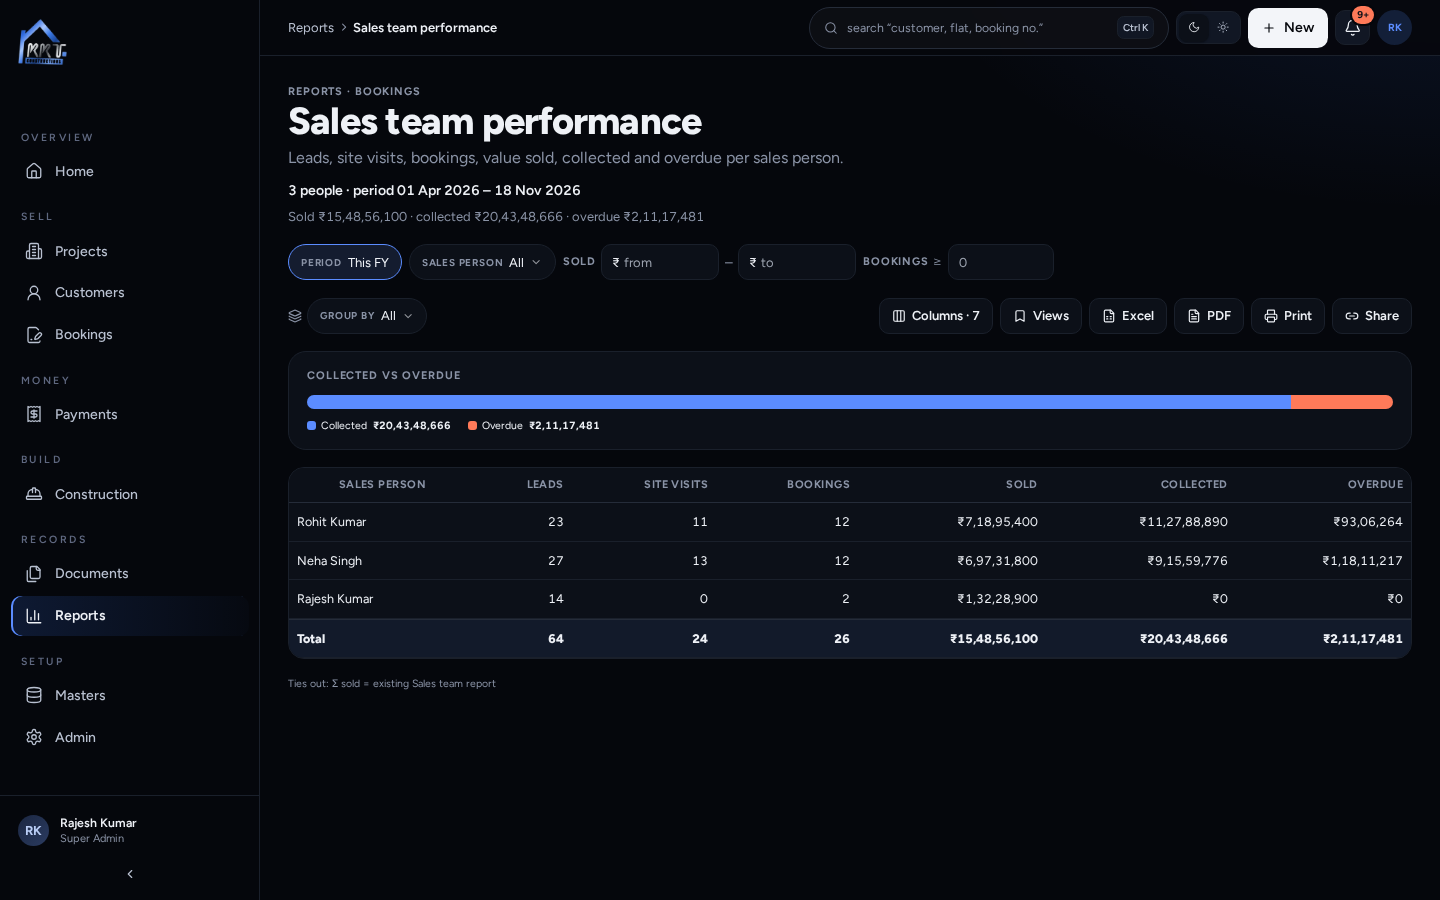 RKT
Reports > Sales team performance
search “customer, flat, booking no.”
Ctrl K
+ New
9+
RK
OVERVIEW
Home
SELL
Projects
Customers
Bookings
MONEY
Payments
BUILD
Construction
RECORDS
Documents
Reports
SETUP
Masters
Admin
RK
Rajesh Kumar
Super Admin
REPORTS · BOOKINGS
Sales team performance
Leads, site visits, bookings, value sold, collected and overdue per sales person.
3 people · period 01 Apr 2026 – 18 Nov 2026
Sold ₹15,48,56,100 · collected ₹20,43,48,666 · overdue ₹2,11,17,481
PERIOD This FY SALES PERSON All SOLD ₹ from – ₹ to BOOKINGS ≥ 0
GROUP BY All Columns · 7 Views Excel PDF Print Share
COLLECTED VS OVERDUE
Collected ₹20,43,48,666 Overdue ₹2,11,17,481
SALES PERSON LEADS SITE VISITS BOOKINGS SOLD COLLECTED OVERDUE
Rohit Kumar 23 11 12 ₹7,18,95,400 ₹11,27,88,890 ₹93,06,264
Neha Singh 27 13 12 ₹6,97,31,800 ₹9,15,59,776 ₹1,18,11,217
Rajesh Kumar 14 0 2 ₹1,32,28,900 ₹0 ₹0
Total 64 24 26 ₹15,48,56,100 ₹20,43,48,666 ₹2,11,17,481
Ties out: Σ sold = existing Sales team report